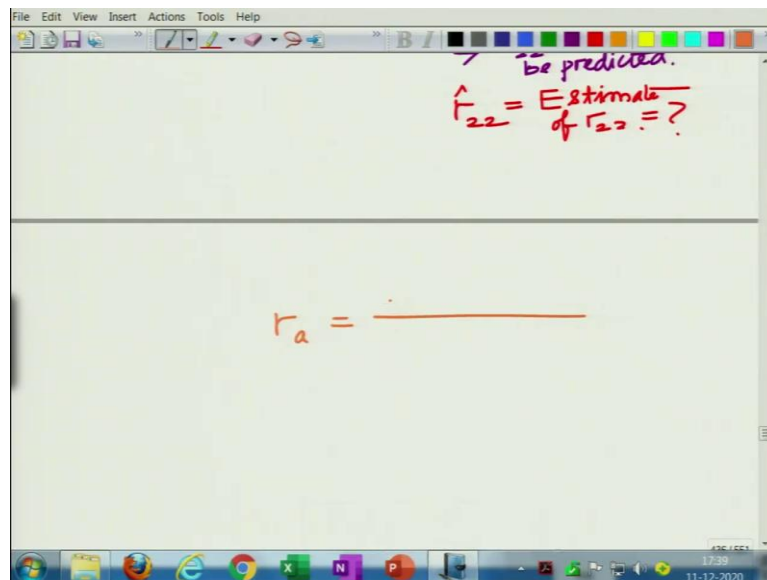 File Edit View Insert Actions Tools Help
be predicted.
r̂₂₂ = Estimate
of r₂₂ = ?
rₐ =
17:39
11-12-2020